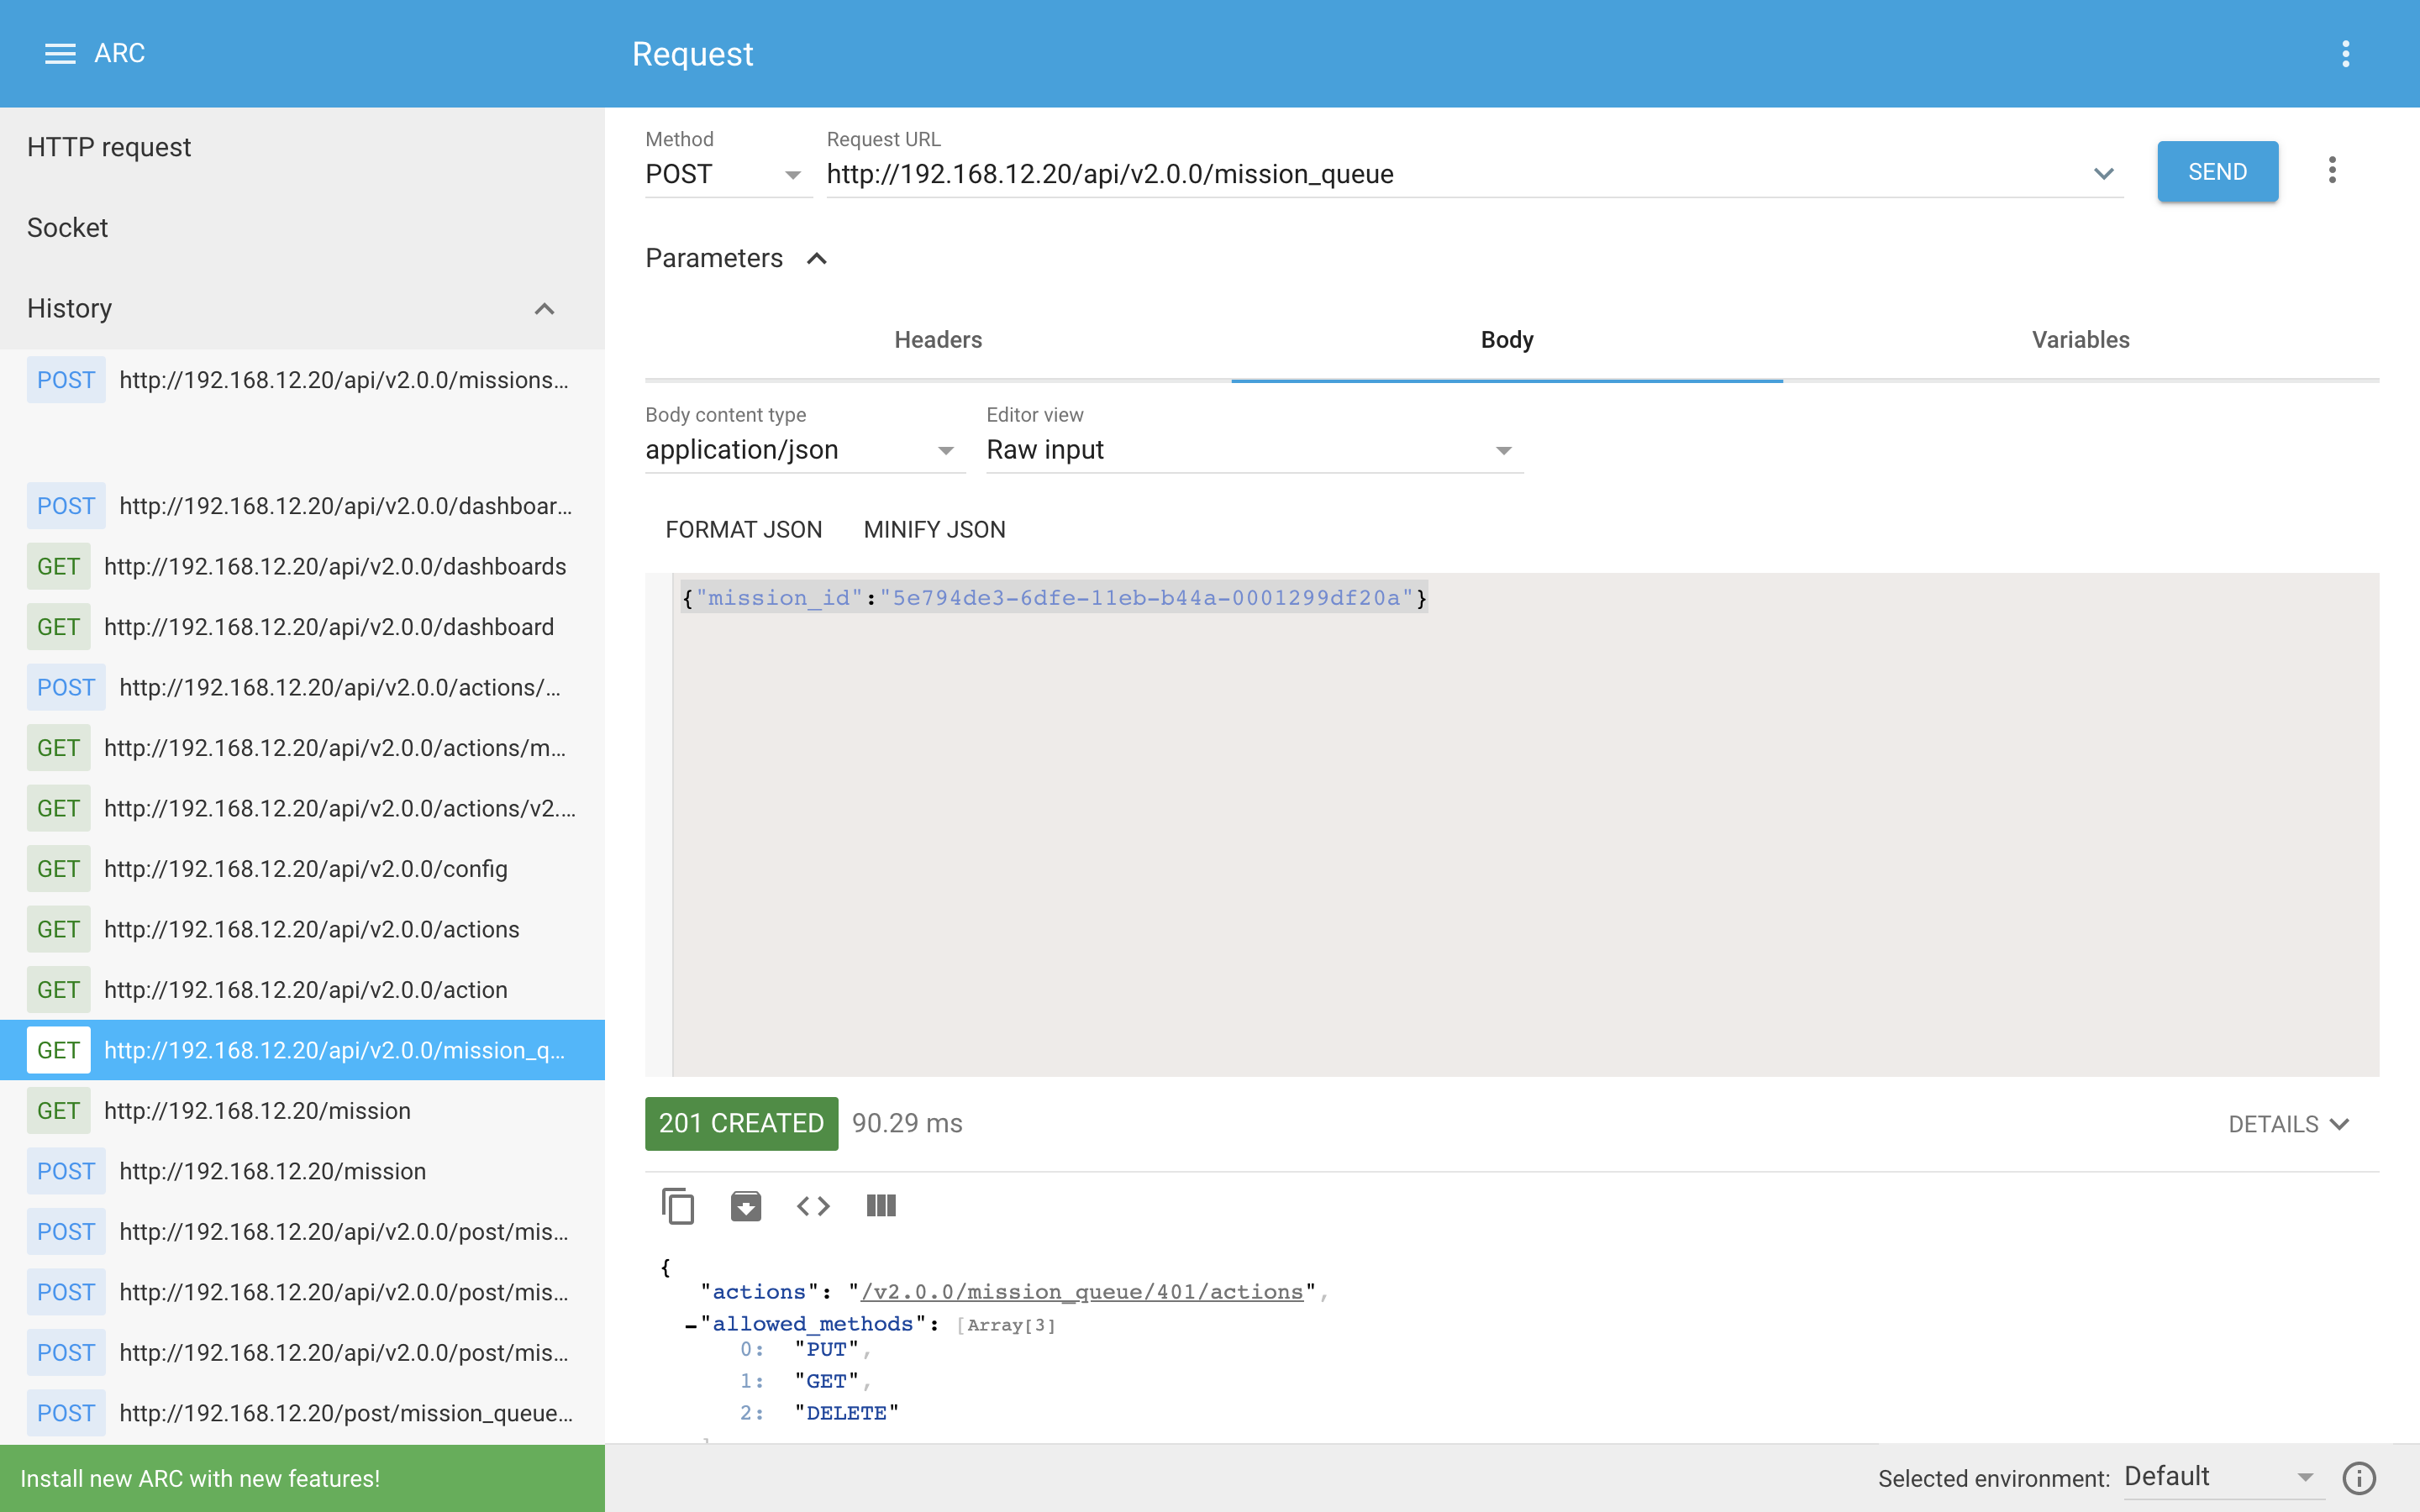 ARC
Request
HTTP request
Socket
History
POST http://192.168.12.20/api/v2.0.0/missions...
POST http://192.168.12.20/api/v2.0.0/dashboar...
GET http://192.168.12.20/api/v2.0.0/dashboards
GET http://192.168.12.20/api/v2.0.0/dashboard
POST http://192.168.12.20/api/v2.0.0/actions/...
GET http://192.168.12.20/api/v2.0.0/actions/m...
GET http://192.168.12.20/api/v2.0.0/actions/v2....
GET http://192.168.12.20/api/v2.0.0/config
GET http://192.168.12.20/api/v2.0.0/actions
GET http://192.168.12.20/api/v2.0.0/action
GET http://192.168.12.20/api/v2.0.0/mission_q...
GET http://192.168.12.20/mission
POST http://192.168.12.20/mission
POST http://192.168.12.20/api/v2.0.0/post/mis...
POST http://192.168.12.20/api/v2.0.0/post/mis...
POST http://192.168.12.20/api/v2.0.0/post/mis...
POST http://192.168.12.20/post/mission_queue...
Install new ARC with new features!
Method
POST
Request URL
http://192.168.12.20/api/v2.0.0/mission_queue
SEND
Parameters
Headers
Body
Variables
Body content type
application/json
Editor view
Raw input
FORMAT JSON
MINIFY JSON
{"mission_id":"5e794de3-6dfe-11eb-b44a-0001299df20a"}
201 CREATED
90.29 ms
DETAILS
{
"actions": "/v2.0.0/mission_queue/401/actions",
-"allowed_methods": [Array[3]
0: "PUT",
1: "GET",
2: "DELETE"
Selected environment: Default